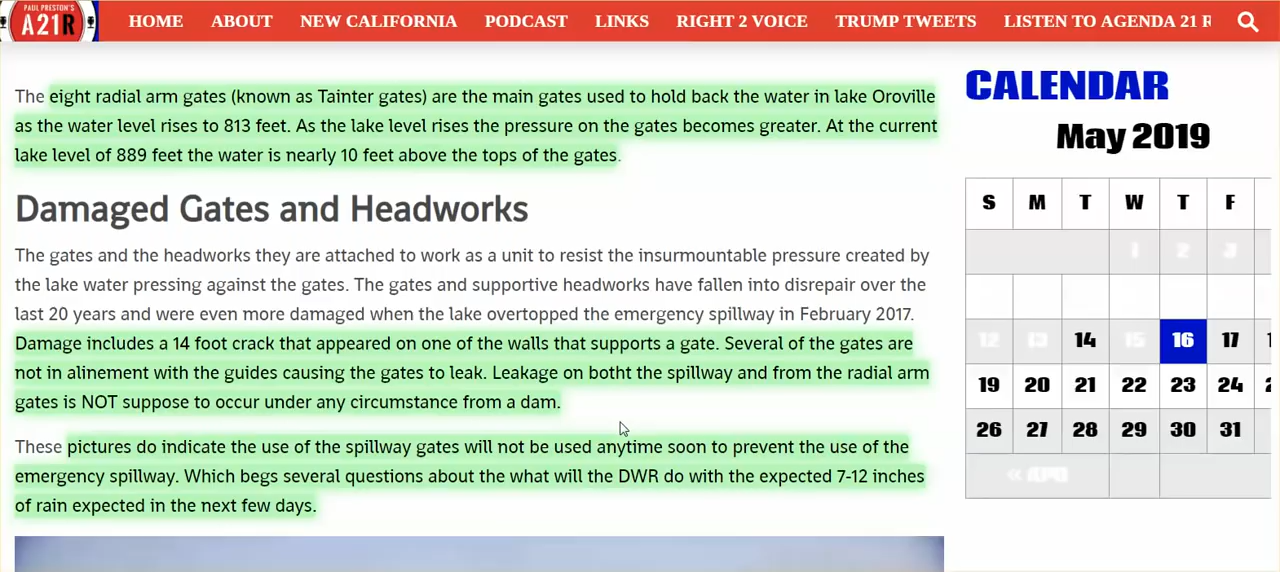 PAUL PRESTON'S
A21R
HOME ABOUT NEW CALIFORNIA PODCAST LINKS RIGHT 2 VOICE TRUMP TWEETS LISTEN TO AGENDA 21 R
The eight radial arm gates (known as Tainter gates) are the main gates used to hold back the water in lake Oroville
as the water level rises to 813 feet. As the lake level rises the pressure on the gates becomes greater. At the current
lake level of 889 feet the water is nearly 10 feet above the tops of the gates.
Damaged Gates and Headworks
The gates and the headworks they are attached to work as a unit to resist the insurmountable pressure created by
the lake water pressing against the gates. The gates and supportive headworks have fallen into disrepair over the
last 20 years and were even more damaged when the lake overtopped the emergency spillway in February 2017.
Damage includes a 14 foot crack that appeared on one of the walls that supports a gate. Several of the gates are
not in alinement with the guides causing the gates to leak. Leakage on botht the spillway and from the radial arm
gates is NOT suppose to occur under any circumstance from a dam.
These pictures do indicate the use of the spillway gates will not be used anytime soon to prevent the use of the
emergency spillway. Which begs several questions about the what will the DWR do with the expected 7-12 inches
of rain expected in the next few days.
CALENDAR
May 2019
S M T W T F
1 2 3
12 13 14 15 16 17
19 20 21 22 23 24
26 27 28 29 30 31
« APR